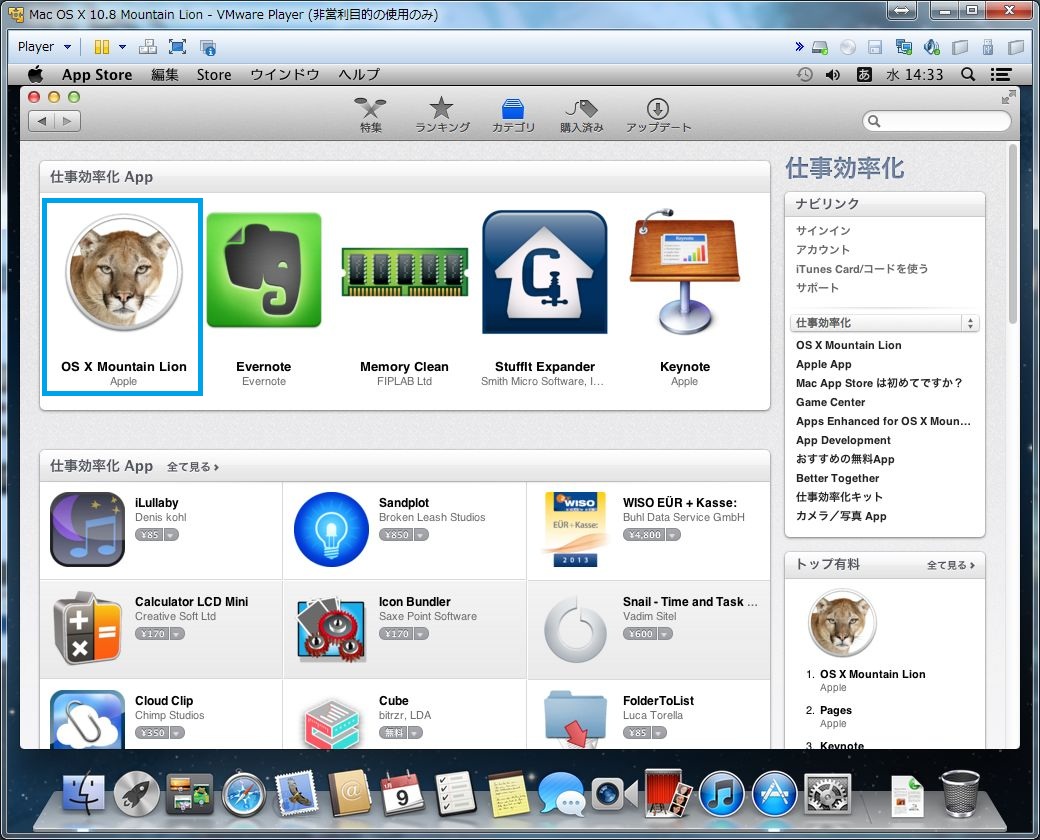 Mac OS X 10.8 Mountain Lion - VMware Player (非営利目的の使用のみ)
Player
App Store 編集 Store ウインドウ ヘルプ あ 水 14:33
特集 ランキング カテゴリ 購入済み アップデート
仕事効率化 App
OS X Mountain Lion
Apple
Evernote
Evernote
Memory Clean
FIPLAB Ltd
StuffIt Expander
Smith Micro Software, I...
Keynote
Keynote
Apple
仕事効率化 App 全て見る
iLullaby
Denis kohl
¥85
Sandplot
Broken Leash Studios
¥850
WISO
EÜR + Kasse:
2013
WISO EÜR + Kasse:
Buhl Data Service GmbH
¥4,800
Calculator LCD Mini
Creative Soft Ltd
¥170
Icon Bundler
Saxe Point Software
¥170
Snail - Time and Task ...
Vadim Sitel
¥600
Cloud Clip
Chimp Studios
¥350
Cube
bitrzr, LDA
無料
FolderToList
Luca Torella
¥85
仕事効率化
ナビリンク
サインイン
アカウント
iTunes Card/コードを使う
サポート
仕事効率化
OS X Mountain Lion
Apple App
Mac App Store は初めてですか？
Game Center
Apps Enhanced for OS X Moun...
App Development
おすすめの無料App
Better Together
仕事効率化キット
カメラ／写真 App
トップ有料 全て見る
1. OS X Mountain Lion
Apple
2. Pages
Apple
3. Keynote
9